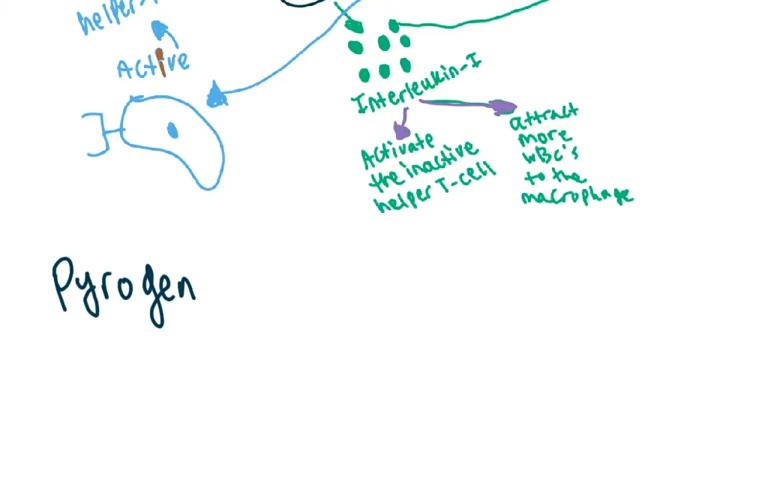 helper
Active
Interleukin-I
Activate
the inactive
helper T-cell
attract
more
WBC's
to the
macrophage
Pyrogen